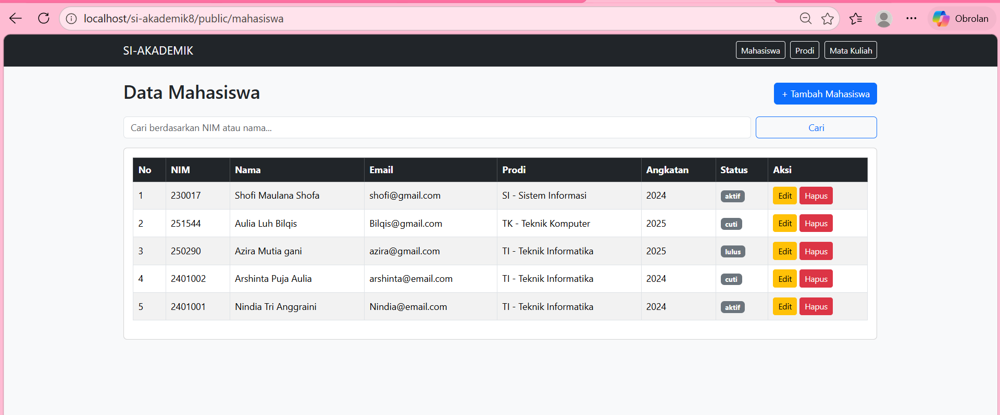 localhost/si-akademik8/public/mahasiswa
Obrolan
SI-AKADEMIK
Mahasiswa Prodi Mata Kuliah
Data Mahasiswa
+ Tambah Mahasiswa
Cari berdasarkan NIM atau nama...
Cari
No NIM Nama Email Prodi Angkatan Status Aksi
1 230017 Shofi Maulana Shofa shofi@gmail.com SI - Sistem Informasi 2024 aktif Edit Hapus
2 251544 Aulia Luh Bilqis Bilqis@gmail.com TK - Teknik Komputer 2025 cuti Edit Hapus
3 250290 Azira Mutia gani azira@gmail.com TI - Teknik Informatika 2025 lulus Edit Hapus
4 2401002 Arshinta Puja Aulia arshinta@email.com TI - Teknik Informatika 2024 cuti Edit Hapus
5 2401001 Nindia Tri Anggraini Nindia@email.com TI - Teknik Informatika 2024 aktif Edit Hapus